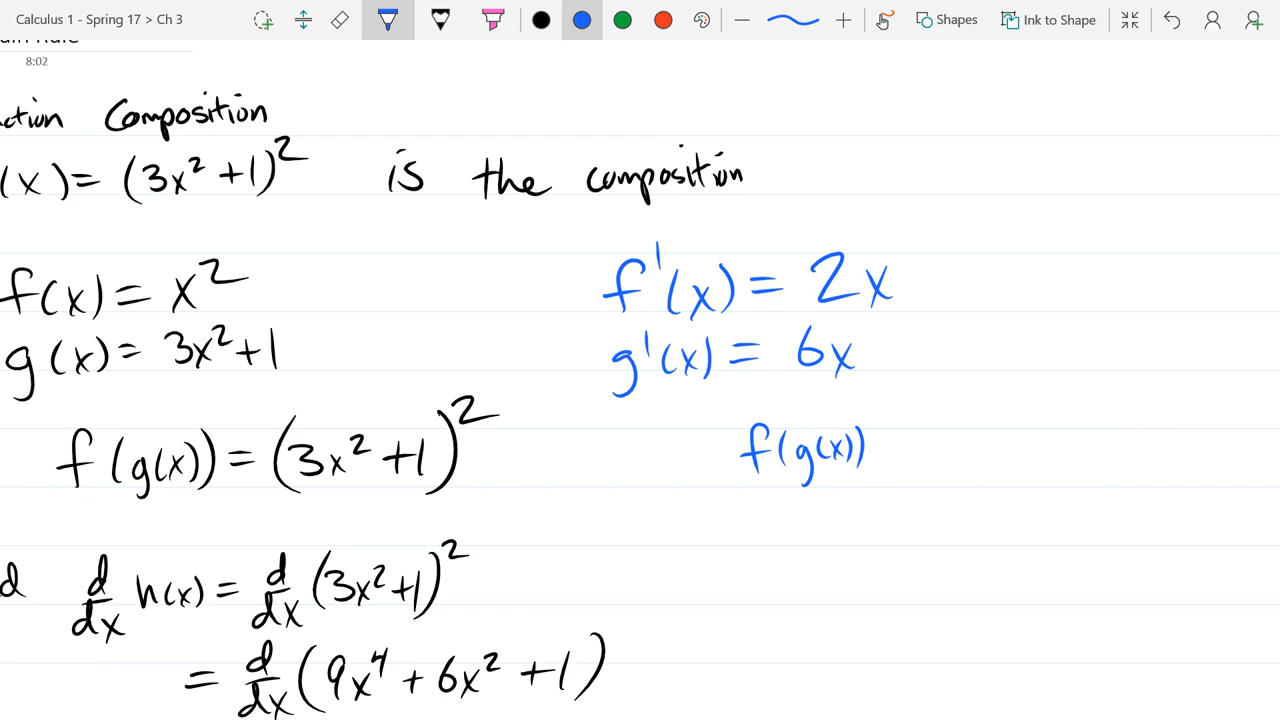 Calculus 1 - Spring 17 > Ch 3
Shapes
Ink to Shape
Rule
8:02
Composition
(x) = (3x² + 1)² is the composition
f(x) = x²
f'(x) = 2x
g(x) = 3x² + 1
g'(x) = 6x
f(g(x)) = (3x² + 1)²
f(g(x))
d d/dx h(x) = d/dx (3x² + 1)²
= d/dx (9x⁴ + 6x² + 1)